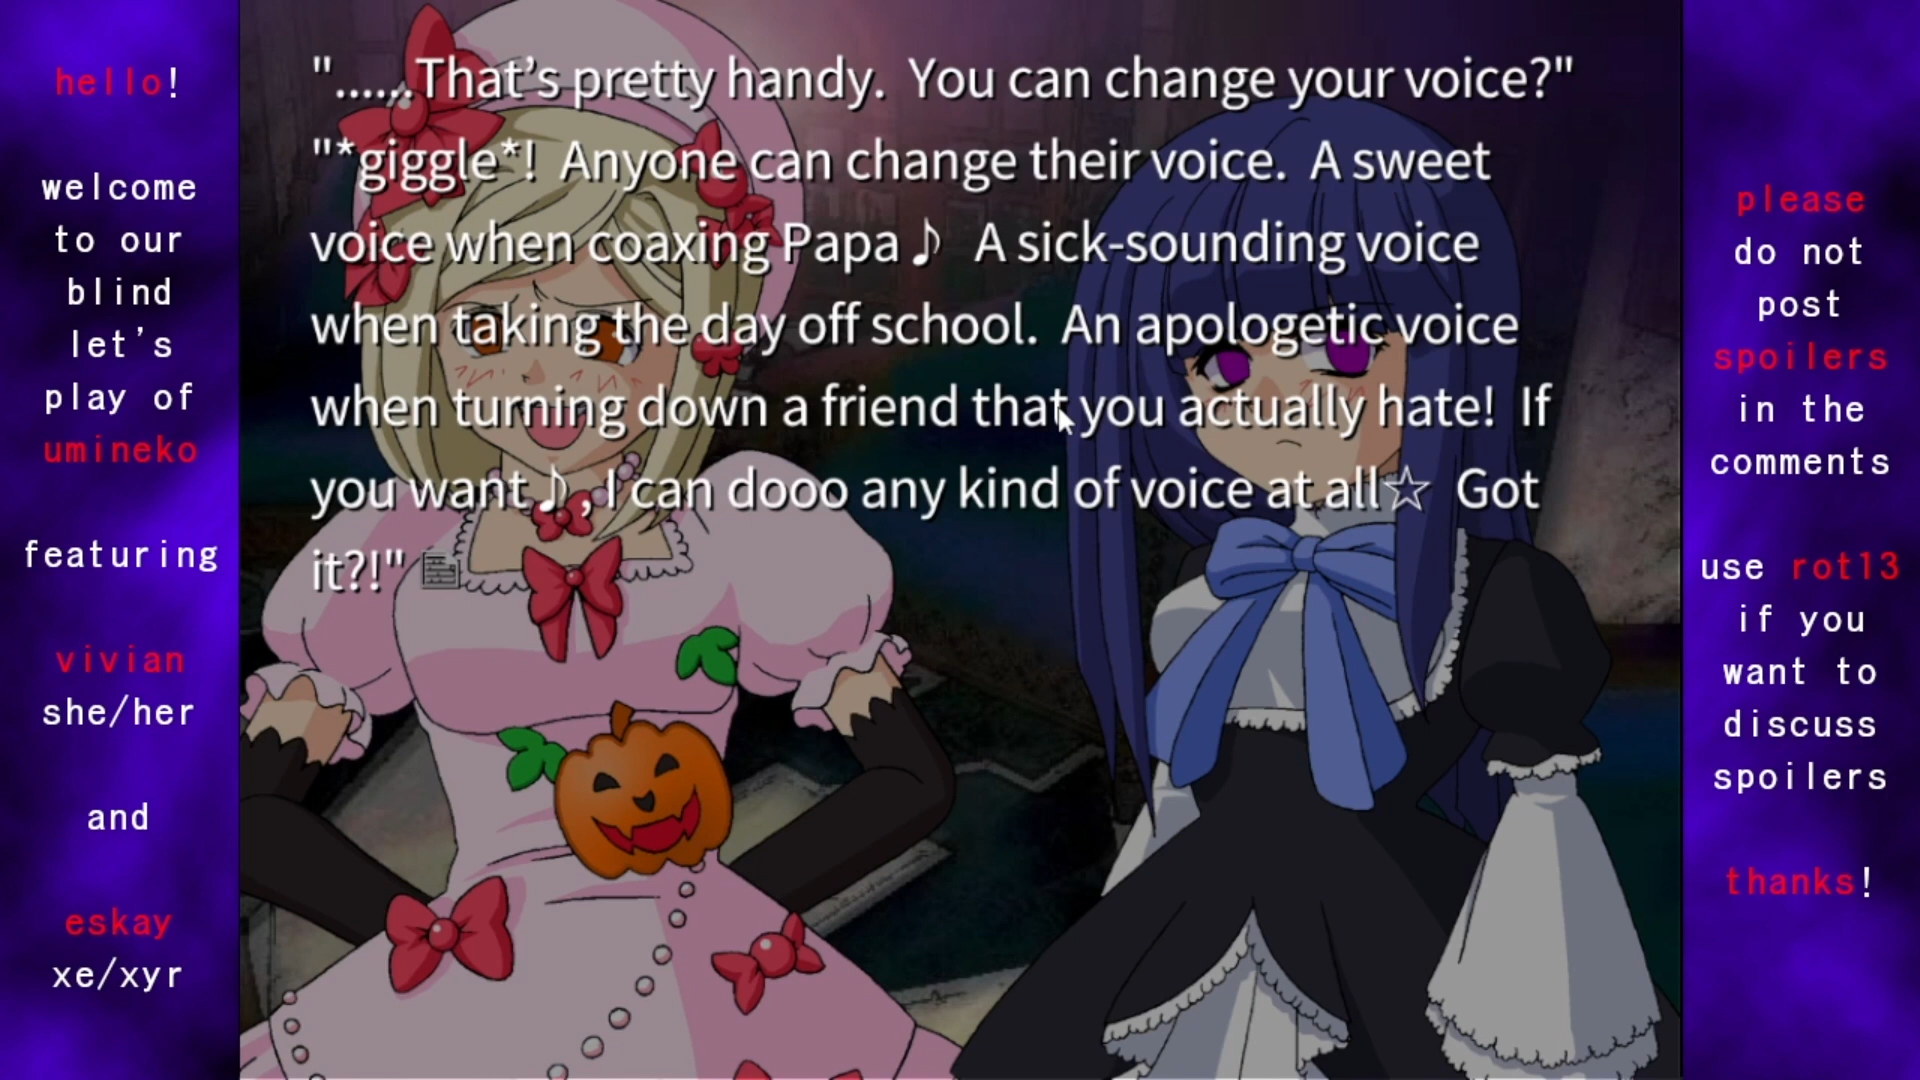 hello!
welcome
to our
blind
let's
play of
umineko
featuring
vivian
she/her
and
eskay
xe/xyr
"......That’s pretty handy.  You can change your voice?"
"*giggle*!  Anyone can change their voice.  A sweet
voice when coaxing Papa♪  A sick-sounding voice
when taking the day off school.  An apologetic voice
when turning down a friend that you actually hate!  If
you want♪, I can dooo any kind of voice at all☆  Got
it?!"
please
do not
post
spoilers
in the
comments
use rot13
if you
want to
discuss
spoilers
thanks!